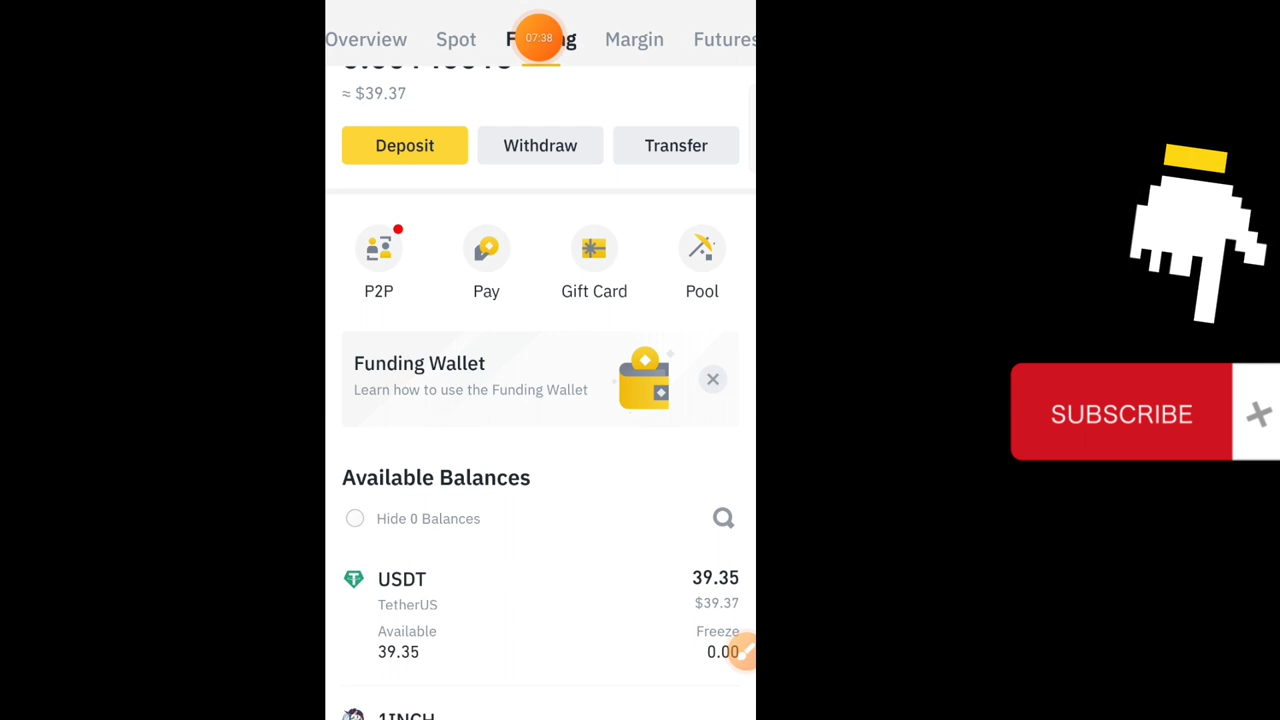 Overview Spot Margin Futures
07:38
≈ $39.37
Deposit Withdraw Transfer
P2P Pay Gift Card Pool
Funding Wallet
Learn how to use the Funding Wallet
SUBSCRIBE
Available Balances
Hide 0 Balances
USDT 39.35
TetherUS $39.37
Available Freeze
39.35 0.00
1INCH